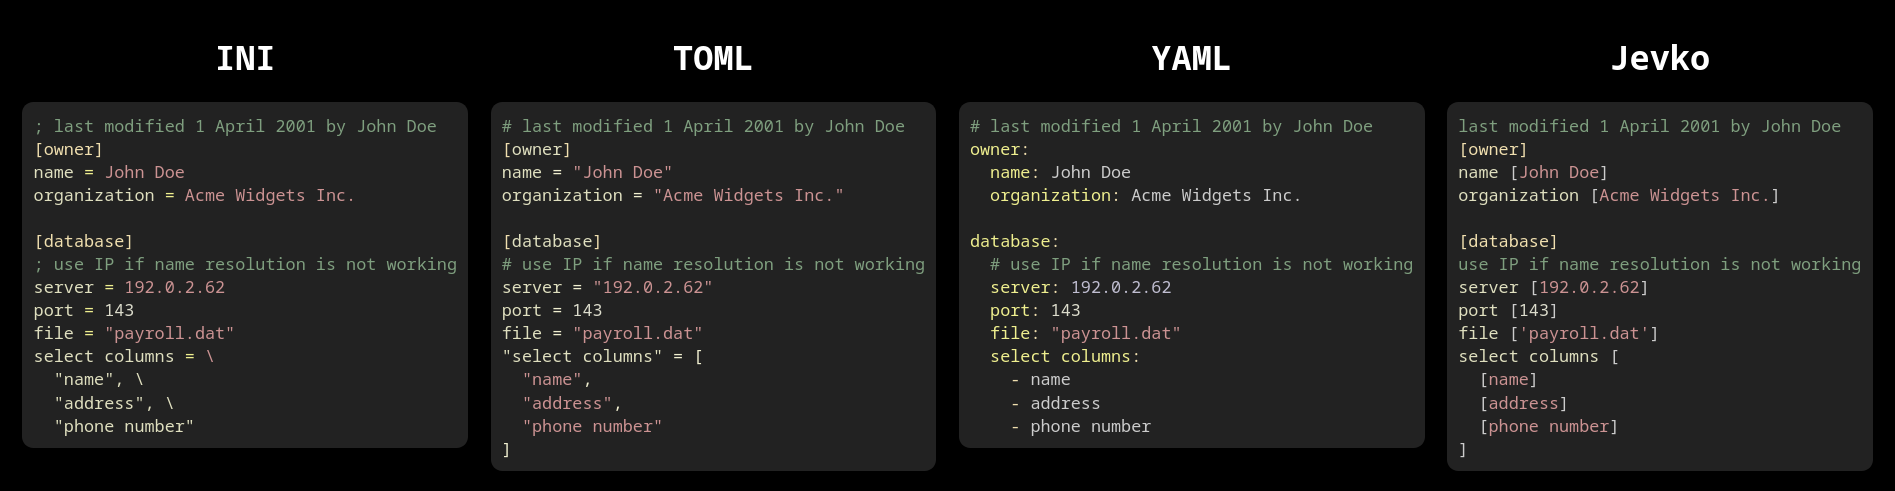 INI
; last modified 1 April 2001 by John Doe
[owner]
name = John Doe
organization = Acme Widgets Inc.

[database]
; use IP if name resolution is not working
server = 192.0.2.62
port = 143
file = "payroll.dat"
select columns = \
  "name", \
  "address", \
  "phone number"

TOML
# last modified 1 April 2001 by John Doe
[owner]
name = "John Doe"
organization = "Acme Widgets Inc."

[database]
# use IP if name resolution is not working
server = "192.0.2.62"
port = 143
file = "payroll.dat"
"select columns" = [
  "name",
  "address",
  "phone number"
]

YAML
# last modified 1 April 2001 by John Doe
owner:
  name: John Doe
  organization: Acme Widgets Inc.

database:
  # use IP if name resolution is not working
  server: 192.0.2.62
  port: 143
  file: "payroll.dat"
  select columns:
    - name
    - address
    - phone number

Jevko
last modified 1 April 2001 by John Doe
[owner]
name [John Doe]
organization [Acme Widgets Inc.]

[database]
use IP if name resolution is not working
server [192.0.2.62]
port [143]
file ['payroll.dat']
select columns [
  [name]
  [address]
  [phone number]
]